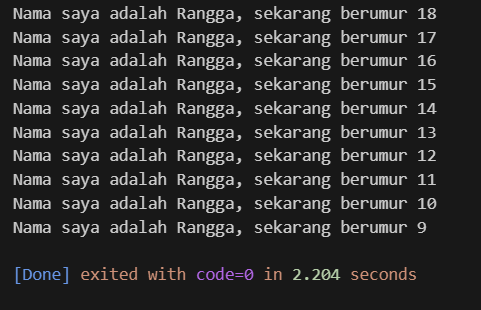 Nama saya adalah Rangga, sekarang berumur 18
Nama saya adalah Rangga, sekarang berumur 17
Nama saya adalah Rangga, sekarang berumur 16
Nama saya adalah Rangga, sekarang berumur 15
Nama saya adalah Rangga, sekarang berumur 14
Nama saya adalah Rangga, sekarang berumur 13
Nama saya adalah Rangga, sekarang berumur 12
Nama saya adalah Rangga, sekarang berumur 11
Nama saya adalah Rangga, sekarang berumur 10
Nama saya adalah Rangga, sekarang berumur 9
[Done] exited with code=0 in 2.204 seconds